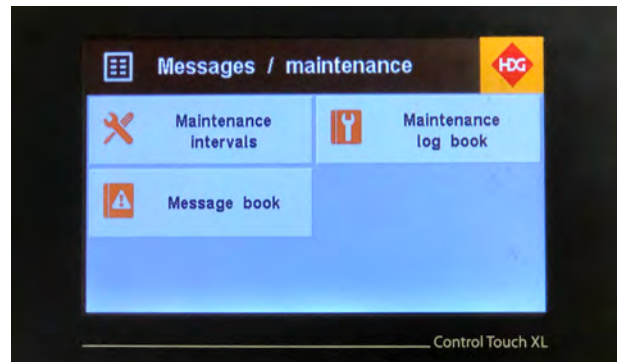 Messages / maintenance
HDG
Maintenance
intervals
Maintenance
log book
Message book
Control Touch XL